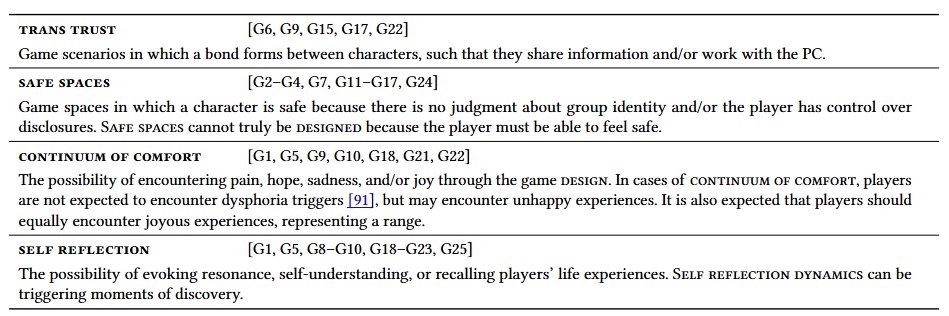 TRANS TRUST [G6, G9, G15, G17, G22]
Game scenarios in which a bond forms between characters, such that they share information and/or work with the PC.
SAFE SPACES [G2–G4, G7, G11–G17, G24]
Game spaces in which a character is safe because there is no judgment about group identity and/or the player has control over
disclosures. SAFE SPACES cannot truly be DESIGNED because the player must be able to feel safe.
CONTINUUM OF COMFORT [G1, G5, G9, G10, G18, G21, G22]
The possibility of encountering pain, hope, sadness, and/or joy through the game DESIGN. In cases of CONTINUUM OF COMFORT, players
are not expected to encounter dysphoria triggers [91], but may encounter unhappy experiences. It is also expected that players should
equally encounter joyous experiences, representing a range.
SELF REFLECTION [G1, G5, G8–G10, G18–G23, G25]
The possibility of evoking resonance, self-understanding, or recalling players' life experiences. SELF REFLECTION DYNAMICS can be
triggering moments of discovery.